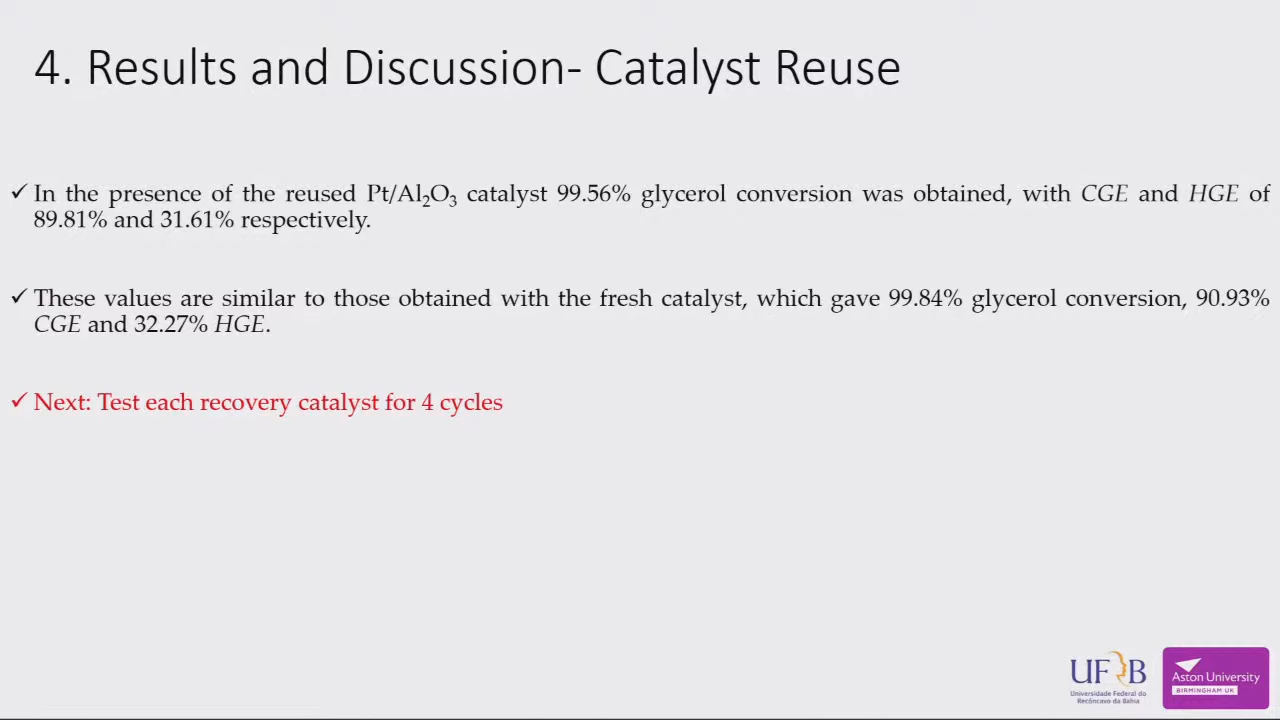 4. Results and Discussion- Catalyst Reuse
✓ In the presence of the reused Pt/Al₂O₃ catalyst 99.56% glycerol conversion was obtained, with CGE and HGE of
89.81% and 31.61% respectively.
✓ These values are similar to those obtained with the fresh catalyst, which gave 99.84% glycerol conversion, 90.93%
CGE and 32.27% HGE.
✓ Next: Test each recovery catalyst for 4 cycles
UFRB
Universidade Federal do
Recôncavo da Bahia
Aston University
BIRMINGHAM UK